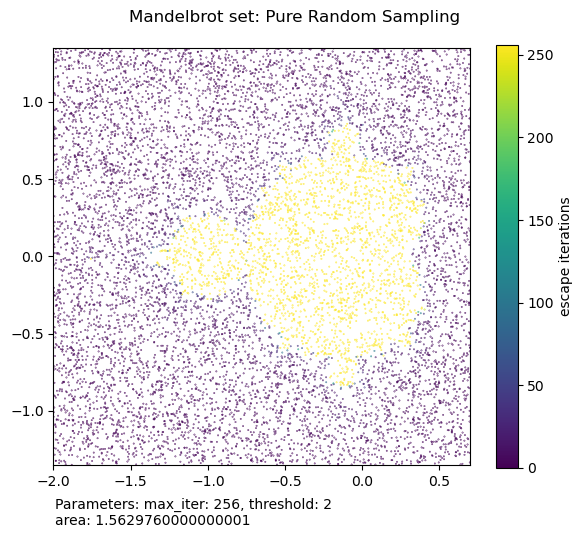 Mandelbrot set: Pure Random Sampling
1.0
0.5
0.0
−0.5
−1.0
−2.0 −1.5 −1.0 −0.5 0.0 0.5
250
200
150
100
50
0
escape iterations
Parameters: max_iter: 256, threshold: 2
area: 1.5629760000000001